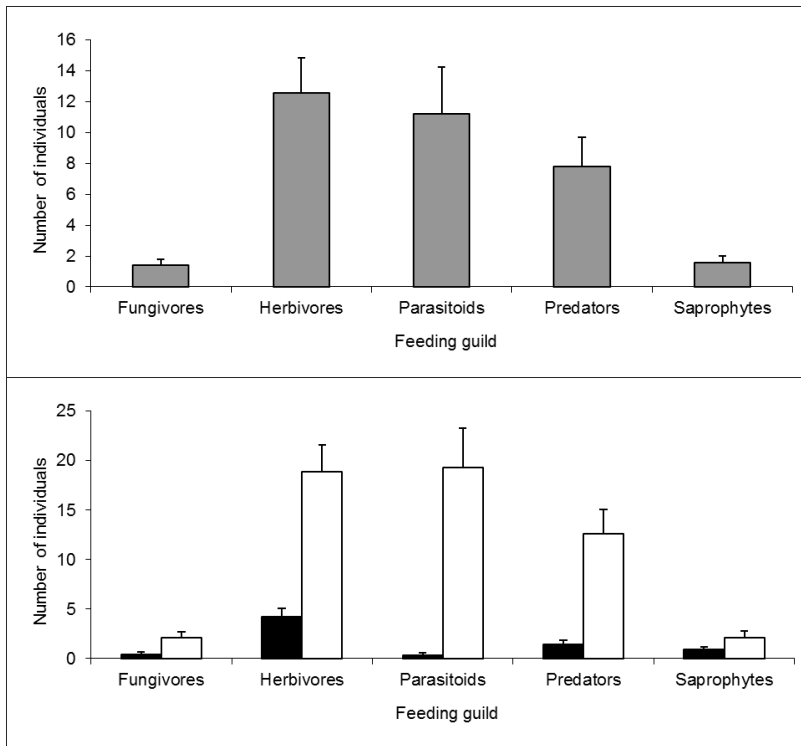 Number of individuals
16
14
12
10
8
6
4
2
0
Fungivores Herbivores Parasitoids Predators Saprophytes
Feeding guild
Number of individuals
25
20
15
10
5
0
Fungivores Herbivores Parasitoids Predators Saprophytes
Feeding guild